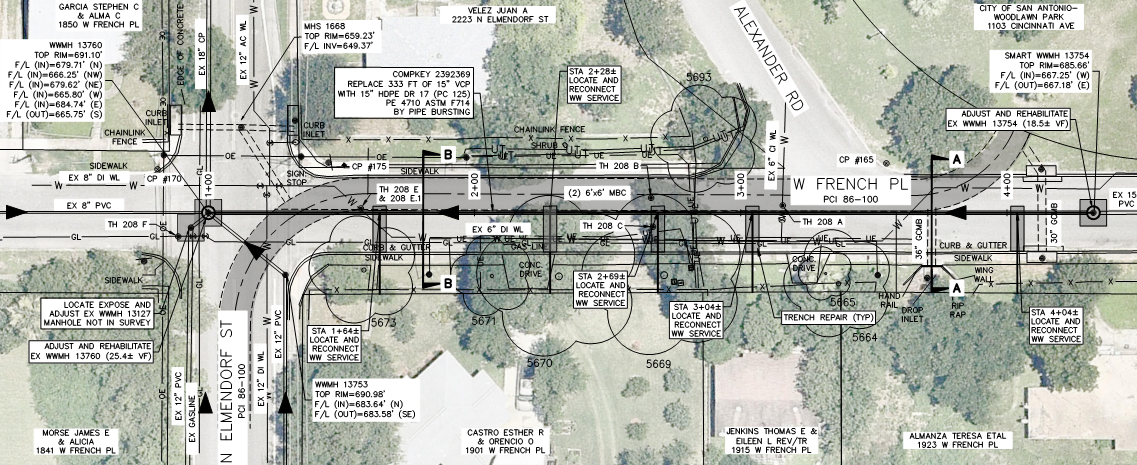 GARCIA STEPHEN C
& ALMA C
1850 W FRENCH PL
WWMH 13760
TOP RIM=691.10'
F/L (IN)=679.71' (N)
F/L (IN)=666.25' (NW)
F/L (IN)=679.62' (NE)
F/L (IN)=665.80' (W)
F/L (IN)=684.74' (E)
F/L (OUT)=665.75' (S)
30
30
EDGE OF CONCRETE
EX 18" CP
EX 12" AC WL
MHS 1668
TOP RIM=659.23'
F/L INV=649.37'
VELEZ JUAN A
2223 N ELMENDORF ST
COMPKEY 2392369
REPLACE 333 FT OF 15" VCP
WITH 15" HDPE DR 17 (PC 125)
PE 4710 ASTM F714
BY PIPE BURSTING
STA 2+28±
LOCATE AND
RECONNECT
WW SERVICE
5693
ALEXANDER RD
CITY OF SAN ANTONIO-
WOODLAWN PARK
1103 CINCINNATI AVE
SMART WWMH 13754
TOP RIM=685.66'
F/L (IN)=667.25' (W)
F/L (IN)=667.18' (E)
ADJUST AND REHABILITATE
EX WWMH 13754 (18.5± VF)
CHAINLINK
FENCE
CURB
INLET
CURB
INLET
CHAINLINK FENCE
SHRUB
SIDEWALK
CP #170
SIGN
STOP
CP #175
SIDEWALK
B
TH 208 B
EX 6" CI WL
CP #165
A
EX 8" DI WL
EX 8" PVC
1+00
TH 208 E
& 208 E.1
2+00
(2) 6'x6' MBC
3+00
W FRENCH PL
PCI 86-100
4+00
EX 15
PVC
TH 208 F
EX 6" DI WL
GAS-LINE
TH 208 C
TH 208 A
36" GCMB
30" GCMB
CURB & GUTTER
SIDEWALK
CURB & GUTTER
SIDEWALK
SIDEWALK
CONC.
DRIVE
CONC.
DRIVE
B
A
HAND
RAIL
DROP
INLET
WING
WALL
RIP
RAP
LOCATE EXPOSE AND
ADJUST EX WWMH 13127
MANHOLE NOT IN SURVEY
ADJUST AND REHABILITATE
EX WWMH 13760 (25.4± VF)
STA 1+64±
LOCATE AND
RECONNECT
WW SERVICE
5673
5671
STA 2+69±
LOCATE AND
RECONNECT
WW SERVICE
STA 3+04±
LOCATE AND
RECONNECT
WW SERVICE
5665
TRENCH REPAIR (TYP)
5664
STA 4+04±
LOCATE AND
RECONNECT
WW SERVICE
5670
5669
WWMH 13753
TOP RIM=690.98'
F/L (IN)=683.64' (N)
F/L (OUT)=683.58' (SE)
EX 12" PVC
EX GASLINE
N ELMENDORF ST
PCI 86-100
EX 12" DI WL
EX 12" PVC
MORSE JAMES E
& ALICIA
1841 W FRENCH PL
CASTRO ESTHER R
& ORENCIO O
1901 W FRENCH PL
JENKINS THOMAS E &
EILEEN L REV/TR
1915 W FRENCH PL
ALMANZA TERESA ETAL
1923 W FRENCH PL